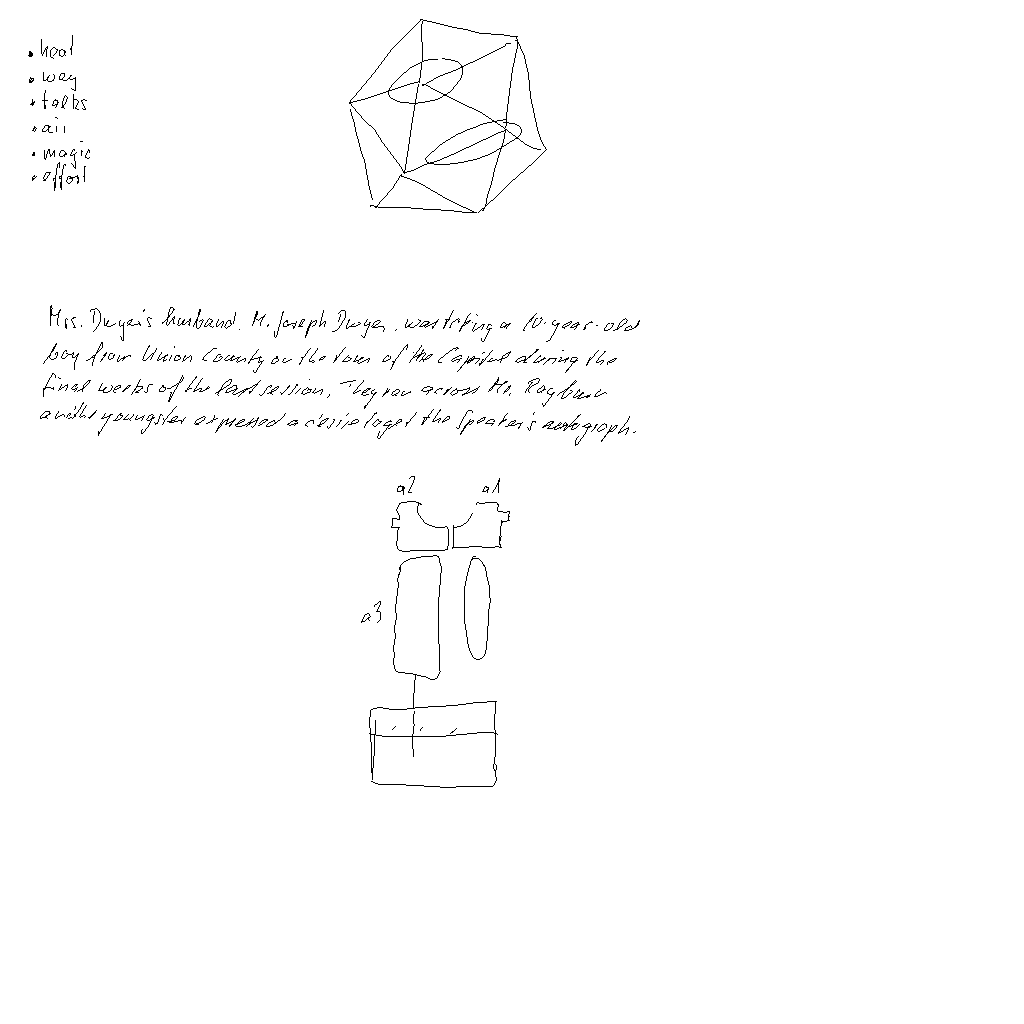 • heat
• way
• talks
• air
• magic
• effort
Mrs. Dwyer's husband, M. Joseph Dwyer, was taking a 10-year-old
boy from Union County on the tour of the Capitol during the
final weeks of the last session. They ran across Mr. Rayburn
and the youngster expressed a desire to get the Speaker's autograph.
a2 a1
a3